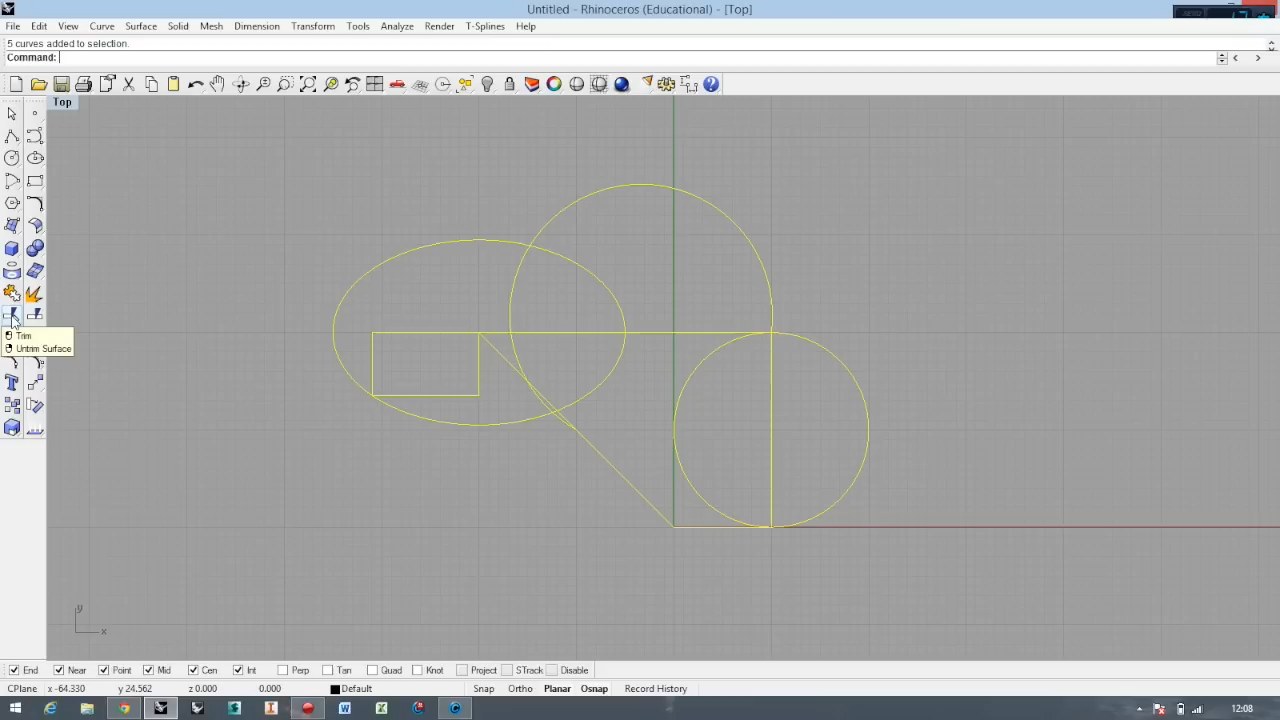 Untitled - Rhinoceros (Educational) - [Top]
File Edit View Curve Surface Solid Mesh Dimension Transform Tools Analyze Render T-Splines Help
5 curves added to selection.
Command:
Top
Trim
Untrim Surface
y
x
End Near Point Mid Cen Int Perp Tan Quad Knot Project STrack Disable
CPlane x -64.330 y 24.562 z 0.000 0.000 Default Snap Ortho Planar Osnap Record History
12:08